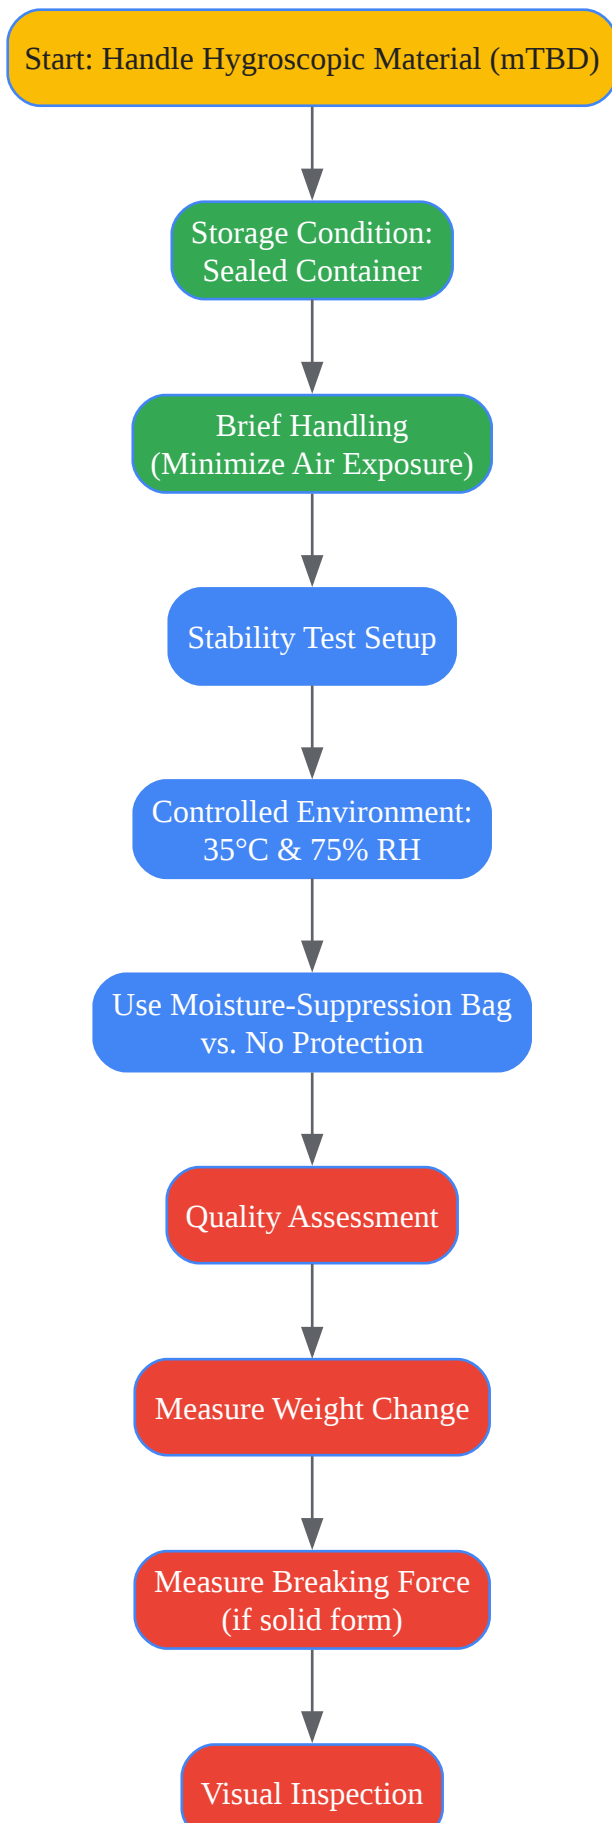 Start: Handle Hygroscopic Material (mTBD)
Storage Condition:
Sealed Container
Brief Handling
(Minimize Air Exposure)
Stability Test Setup
Controlled Environment:
35°C & 75% RH
Use Moisture-Suppression Bag
vs. No Protection
Quality Assessment
Measure Weight Change
Measure Breaking Force
(if solid form)
Visual Inspection